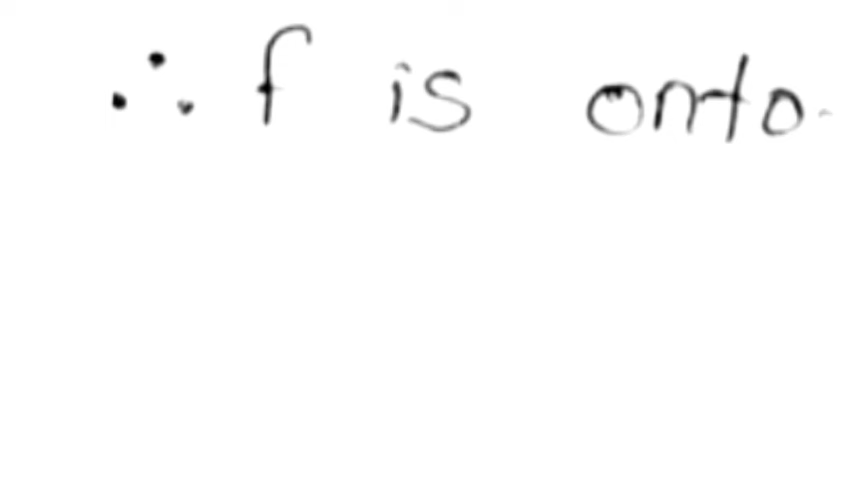 ∴ f is onto.